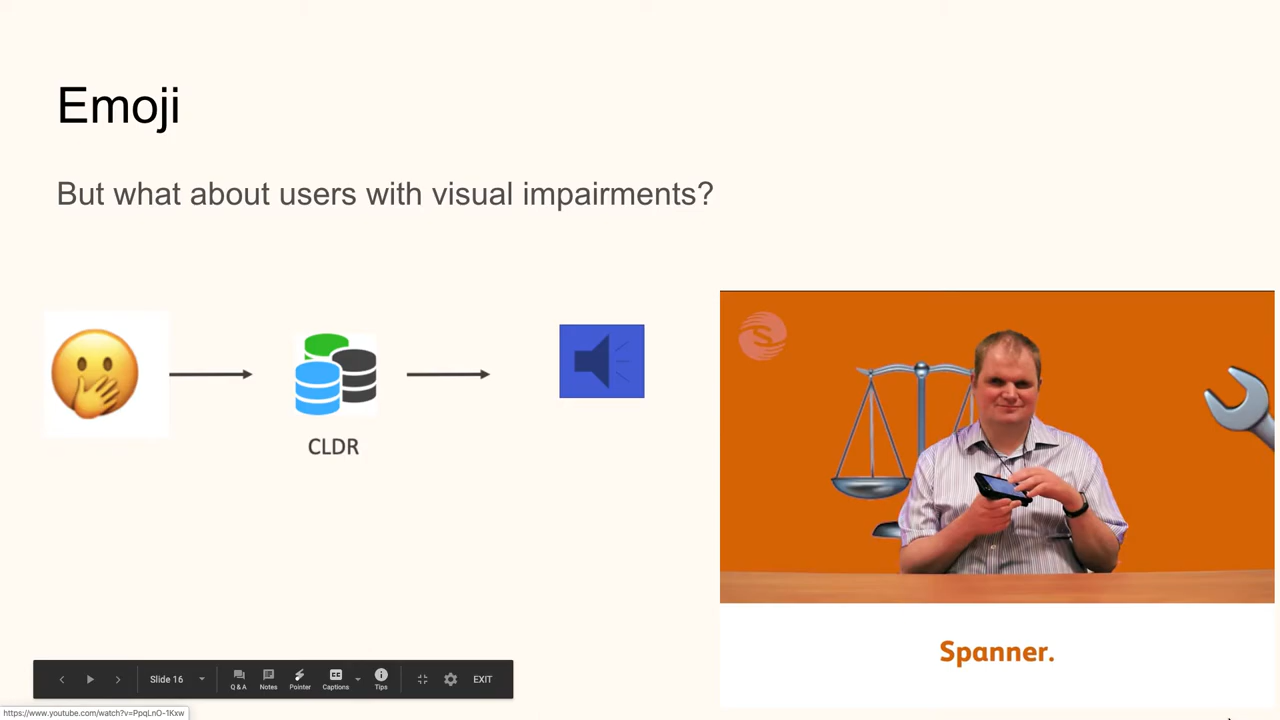 Emoji
But what about users with visual impairments?
CLDR
S
Spanner.
Slide 16
Q & A
Notes
Pointer
Captions
Tips
EXIT
https://www.youtube.com/watch?v=PpqLnO-1Kxw